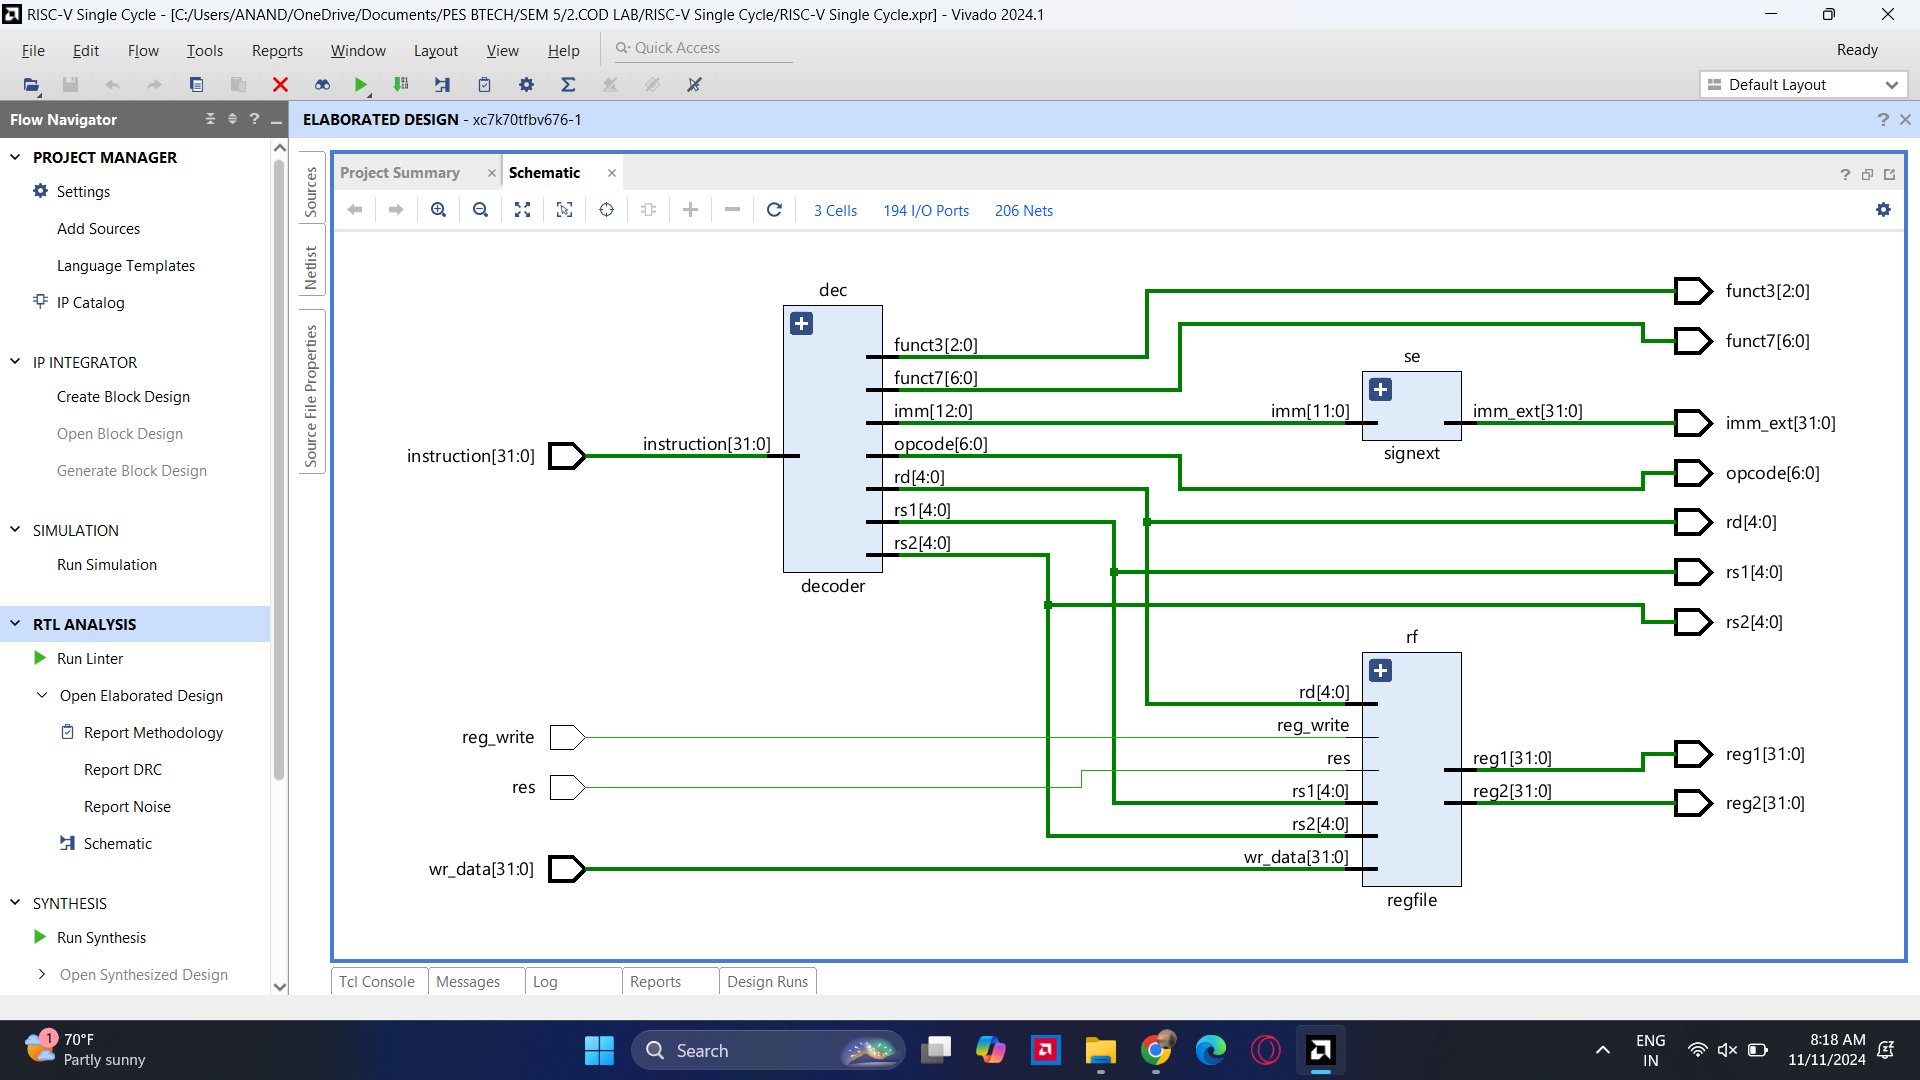 RISC-V Single Cycle - [C:/Users/ANAND/OneDrive/Documents/PES BTECH/SEM 5/2.COD LAB/RISC-V Single Cycle/RISC-V Single Cycle.xpr] - Vivado 2024.1
File Edit Flow Tools Reports Window Layout View Help Quick Access
Ready
Default Layout
Flow Navigator
PROJECT MANAGER
Settings
Add Sources
Language Templates
IP Catalog
IP INTEGRATOR
Create Block Design
Open Block Design
Generate Block Design
SIMULATION
Run Simulation
RTL ANALYSIS
Run Linter
Open Elaborated Design
Report Methodology
Report DRC
Report Noise
Schematic
SYNTHESIS
Run Synthesis
Open Synthesized Design
ELABORATED DESIGN - xc7k70tfbv676-1
Sources
Netlist
Source File Properties
Project Summary
Schematic
3 Cells 194 I/O Ports 206 Nets
instruction[31:0]
reg_write
res
wr_data[31:0]
dec
instruction[31:0]
funct3[2:0]
funct7[6:0]
imm[12:0]
opcode[6:0]
rd[4:0]
rs1[4:0]
rs2[4:0]
decoder
se
imm[11:0]
imm_ext[31:0]
signext
rf
rd[4:0]
reg_write
res
rs1[4:0]
rs2[4:0]
wr_data[31:0]
reg1[31:0]
reg2[31:0]
regfile
funct3[2:0]
funct7[6:0]
imm_ext[31:0]
opcode[6:0]
rd[4:0]
rs1[4:0]
rs2[4:0]
reg1[31:0]
reg2[31:0]
Tcl Console Messages Log Reports Design Runs
1
70°F
Partly sunny
Search
ENG
IN
8:18 AM
11/11/2024